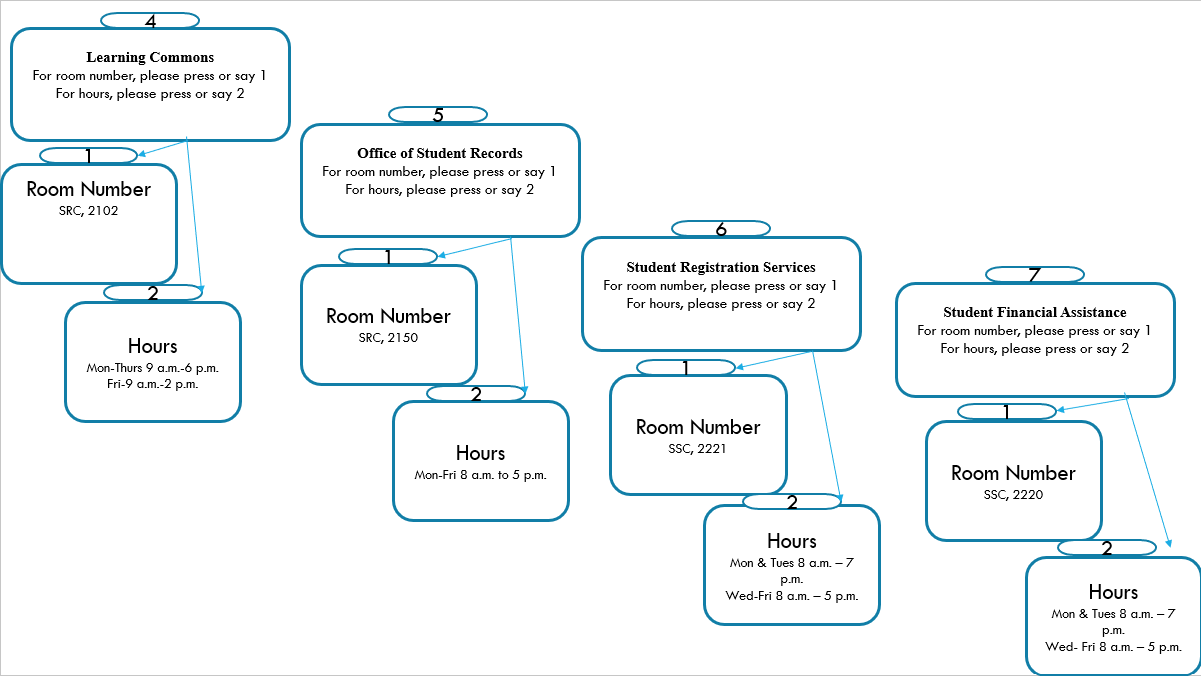 4
Learning Commons
For room number, please press or say 1
For hours, please press or say 2
1
Room Number
SRC, 2102
2
Hours
Mon-Thurs 9 a.m.-6 p.m.
Fri-9 a.m.-2 p.m.
5
Office of Student Records
For room number, please press or say 1
For hours, please press or say 2
1
Room Number
SRC, 2150
2
Hours
Mon-Fri 8 a.m. to 5 p.m.
6
Student Registration Services
For room number, please press or say 1
For hours, please press or say 2
1
Room Number
SSC, 2221
2
Hours
Mon & Tues 8 a.m. – 7
p.m.
Wed-Fri 8 a.m. – 5 p.m.
7
Student Financial Assistance
For room number, please press or say 1
For hours, please press or say 2
1
Room Number
SSC, 2220
2
Hours
Mon & Tues 8 a.m. – 7
p.m.
Wed- Fri 8 a.m. – 5 p.m.